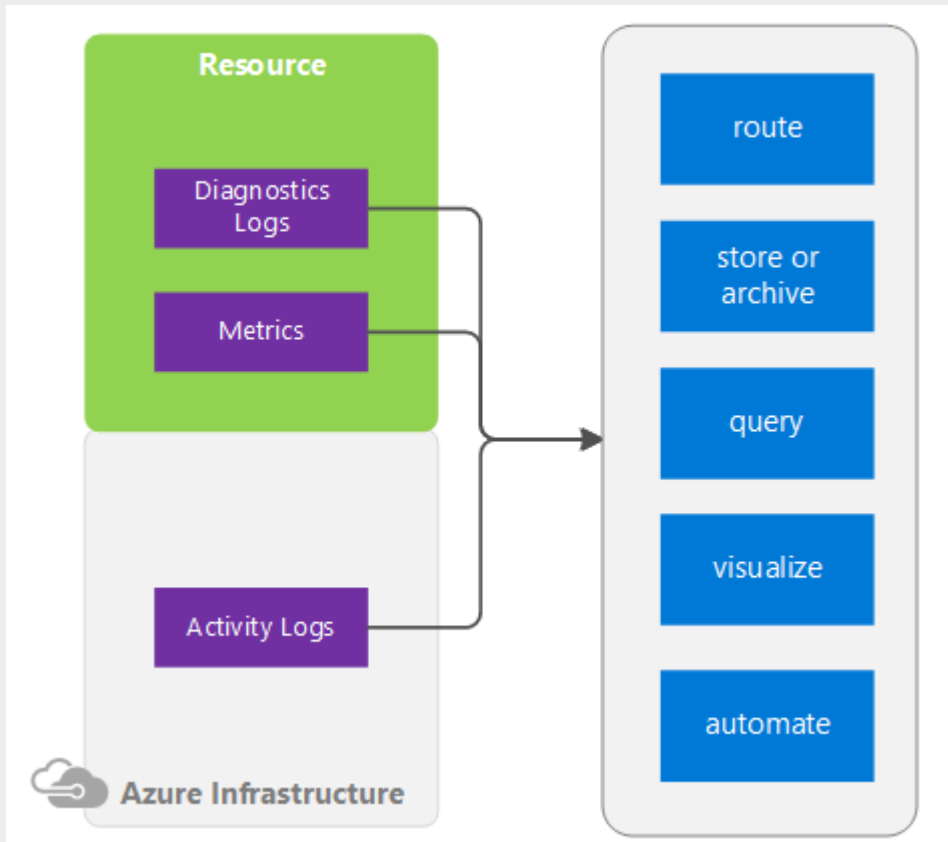 Resource
Diagnostics
Logs
Metrics
Activity Logs
Azure Infrastructure
route
store or
archive
query
visualize
automate